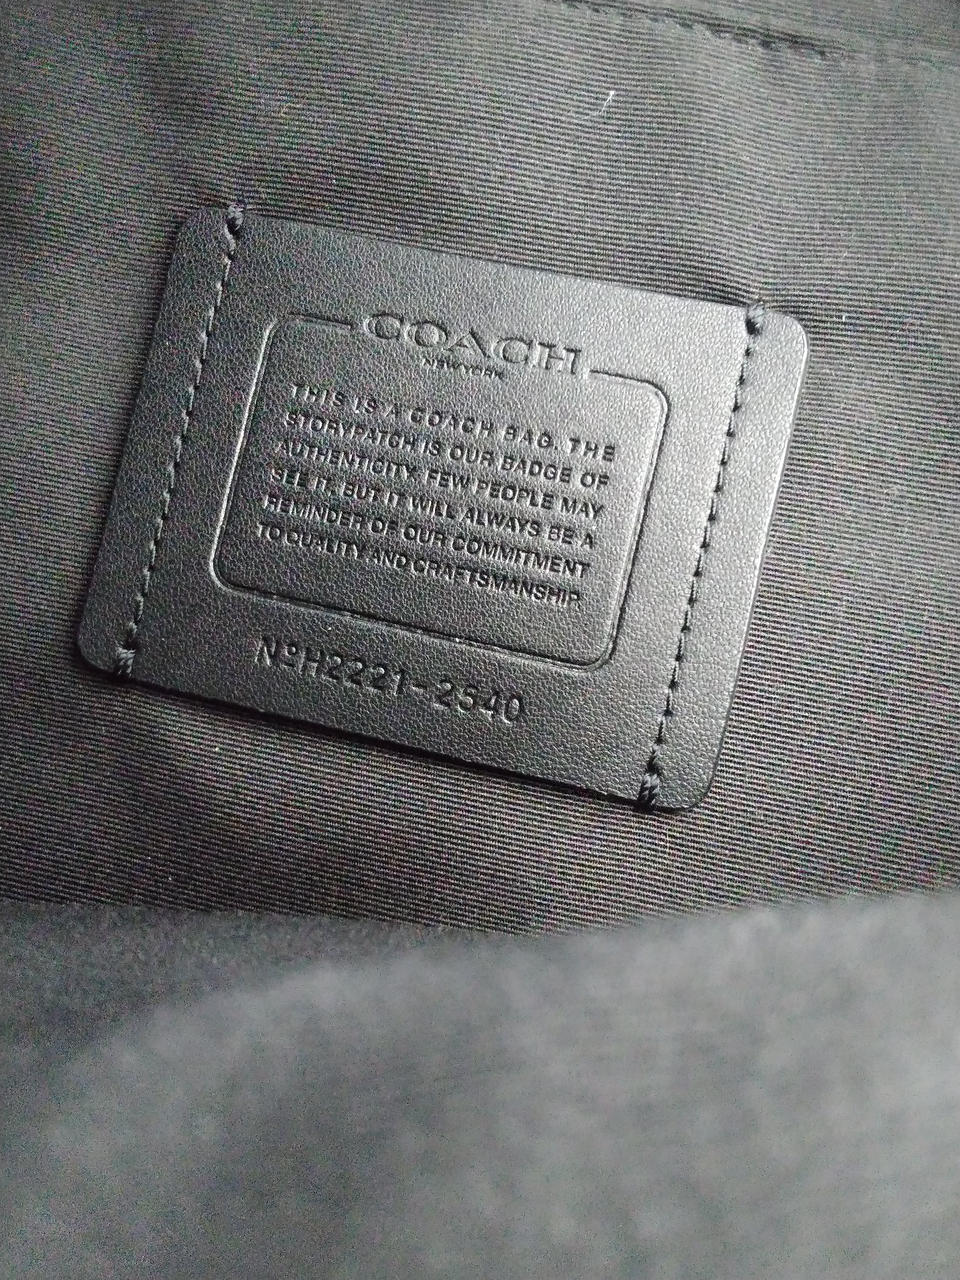 COACH
NEW YORK
THIS IS A COACH BAG. THE
STORYPATCH IS OUR BADGE OF
AUTHENTICITY. FEW PEOPLE MAY
SEE IT, BUT IT WILL ALWAYS BE A
REMINDER OF OUR COMMITMENT
TO QUALITY AND CRAFTSMANSHIP
NºH2221-2540